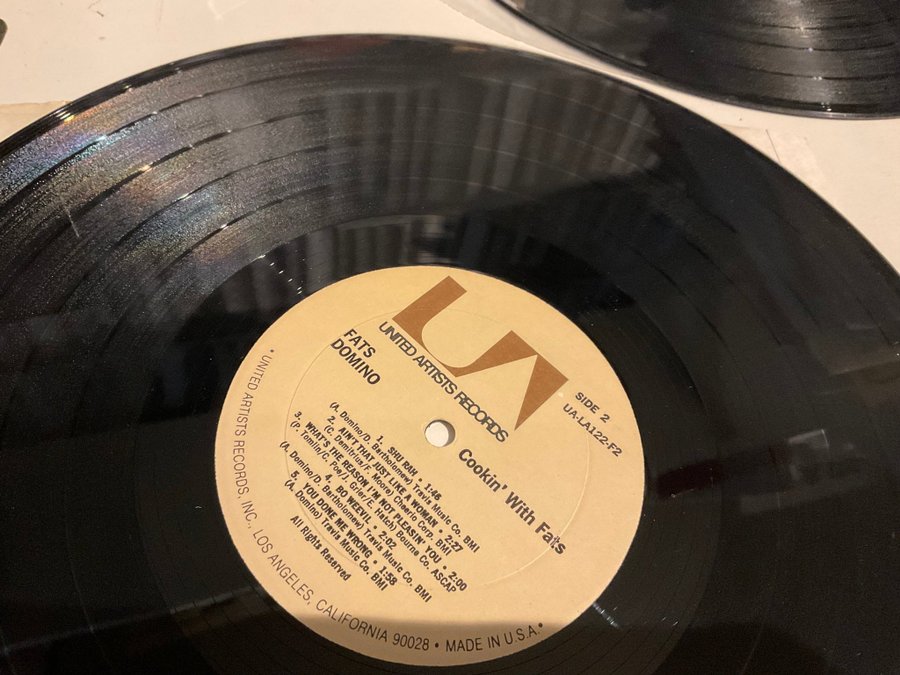 UA
UNITED ARTISTS RECORDS
FATS
DOMINO
SIDE 2
UA-LA122-F2
Cookin' With Fats
1. SHU RAH • 1:46
(A. Domino/D. Bartholomew) Travis Music Co. BMI
2. AIN'T THAT JUST LIKE A WOMAN • 2:27
(C. Demitrius/F. Moore) Cheerio Corp. BMI
3. WHAT'S THE REASON I'M NOT PLEASIN' YOU • 2:00
(P. Tomlin/C. Poe/J. Grier/E. Hatch) Bourne Co. ASCAP
4. BO WEEVIL • 2:02
(A. Domino/D. Bartholomew) Travis Music Co. BMI
5. YOU DONE ME WRONG • 1:58
(A. Domino) Travis Music Co. BMI
All Rights Reserved
• UNITED ARTISTS RECORDS, INC., LOS ANGELES, CALIFORNIA 90028 • MADE IN U.S.A. •